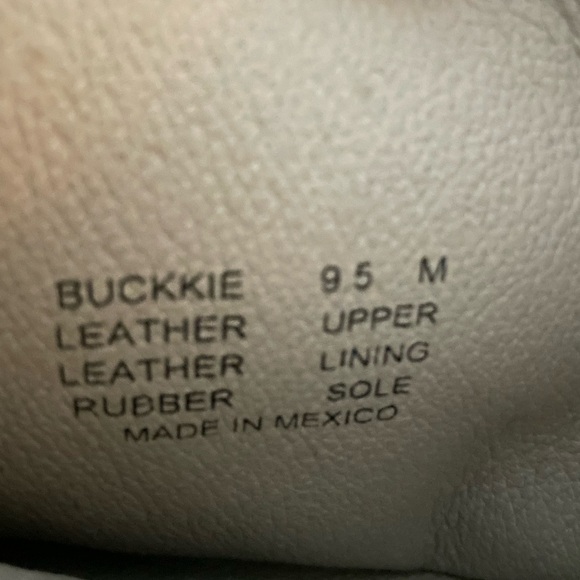 BUCKKIE 9 5 M
LEATHER UPPER
LEATHER LINING
RUBBER SOLE
MADE IN MEXICO